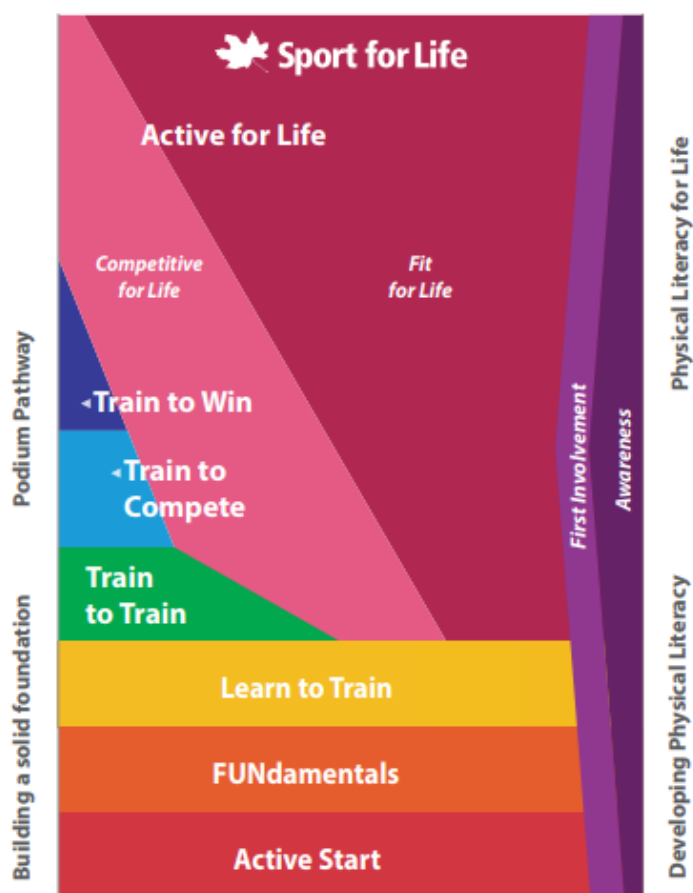 Sport for Life
Active for Life
Competitive
for Life
Fit
for Life
◂Train to Win
◂Train to
Compete
Train
to Train
Learn to Train
FUNdamentals
Active Start
First Involvement
Awareness
Podium Pathway
Building a solid foundation
Physical Literacy for Life
Developing Physical Literacy